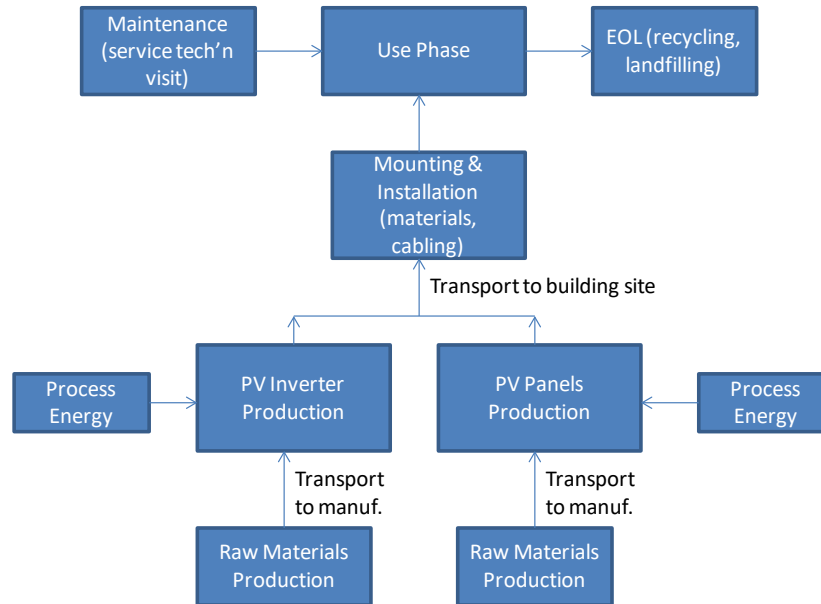 Maintenance
(service tech’n
visit)
Use Phase
EOL (recycling,
landfilling)
Mounting &
Installation
(materials,
cabling)
Transport to building site
Process
Energy
PV Inverter
Production
PV Panels
Production
Process
Energy
Transport
to manuf.
Transport
to manuf.
Raw Materials
Production
Raw Materials
Production